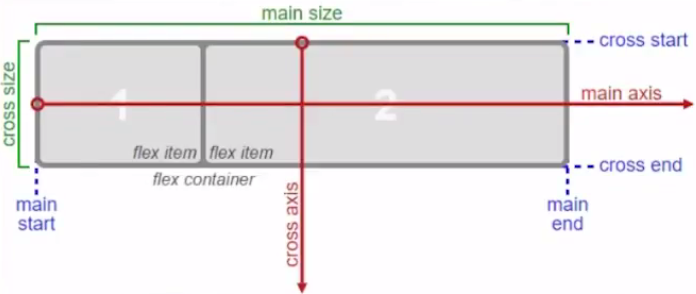 main size
cross start
cross size
1
2
main axis
flex item
flex item
cross end
flex container
main
start
cross axis
main
end